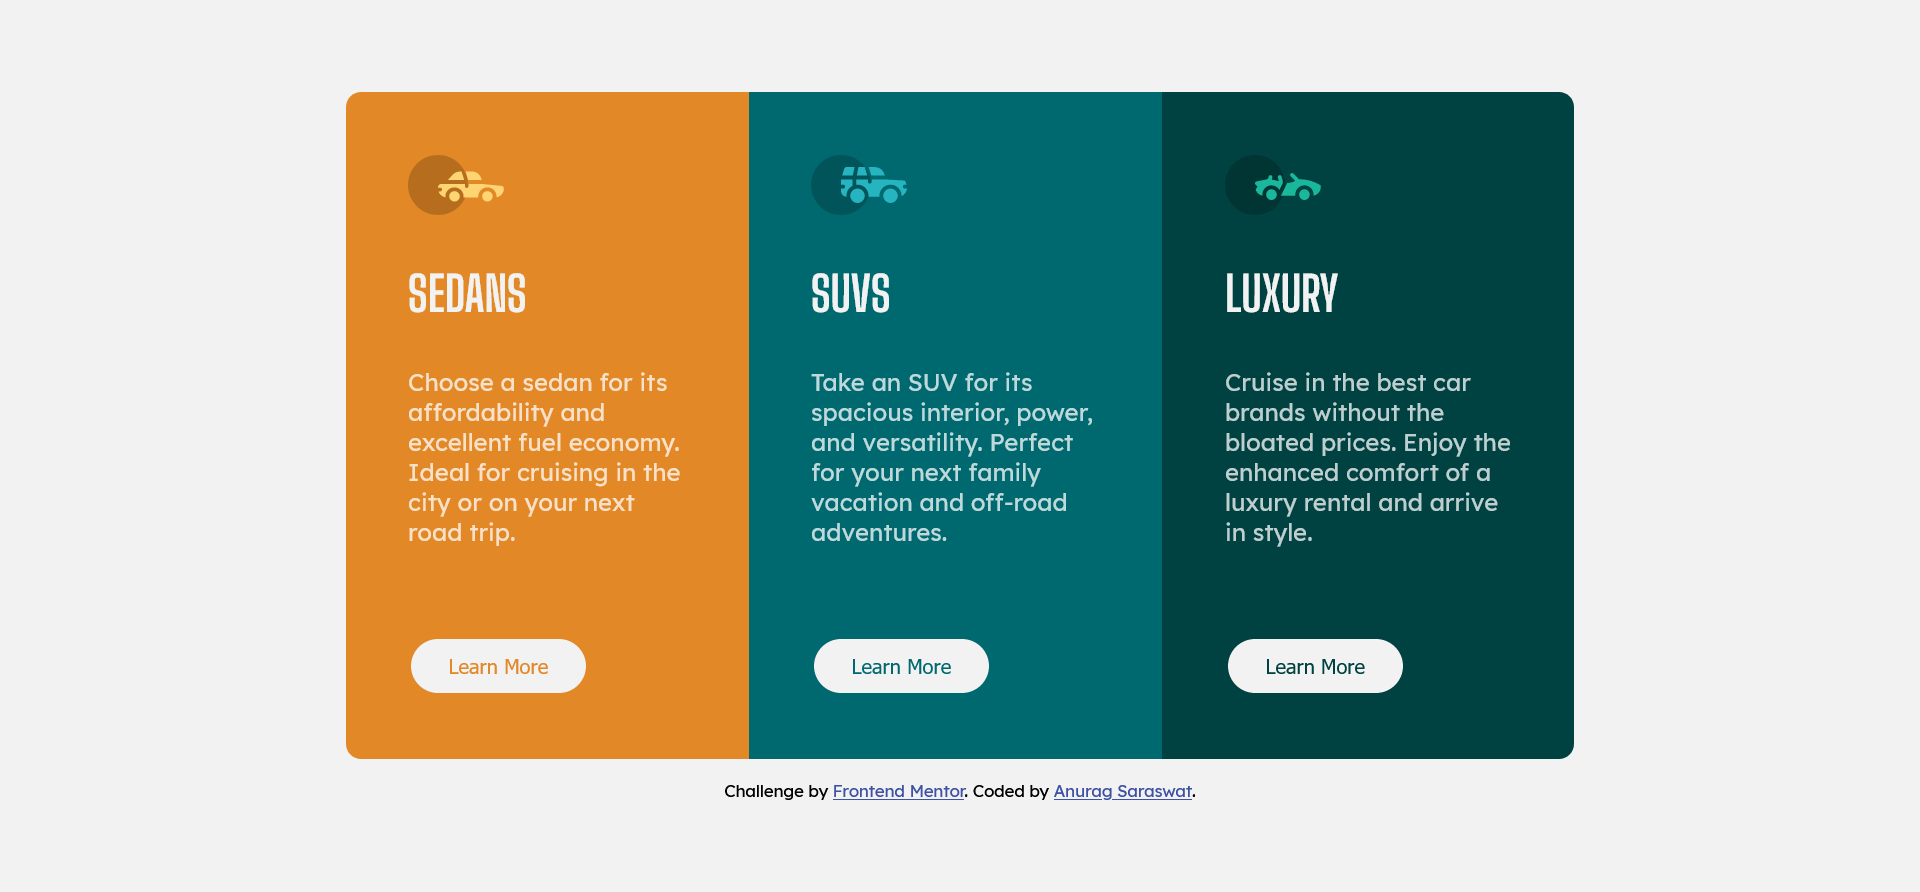 SEDANS
Choose a sedan for its
affordability and
excellent fuel economy.
Ideal for cruising in the
city or on your next
road trip.
Learn More
SUVS
Take an SUV for its
spacious interior, power,
and versatility. Perfect
for your next family
vacation and off-road
adventures.
Learn More
LUXURY
Cruise in the best car
brands without the
bloated prices. Enjoy the
enhanced comfort of a
luxury rental and arrive
in style.
Learn More
Challenge by Frontend Mentor. Coded by Anurag Saraswat.